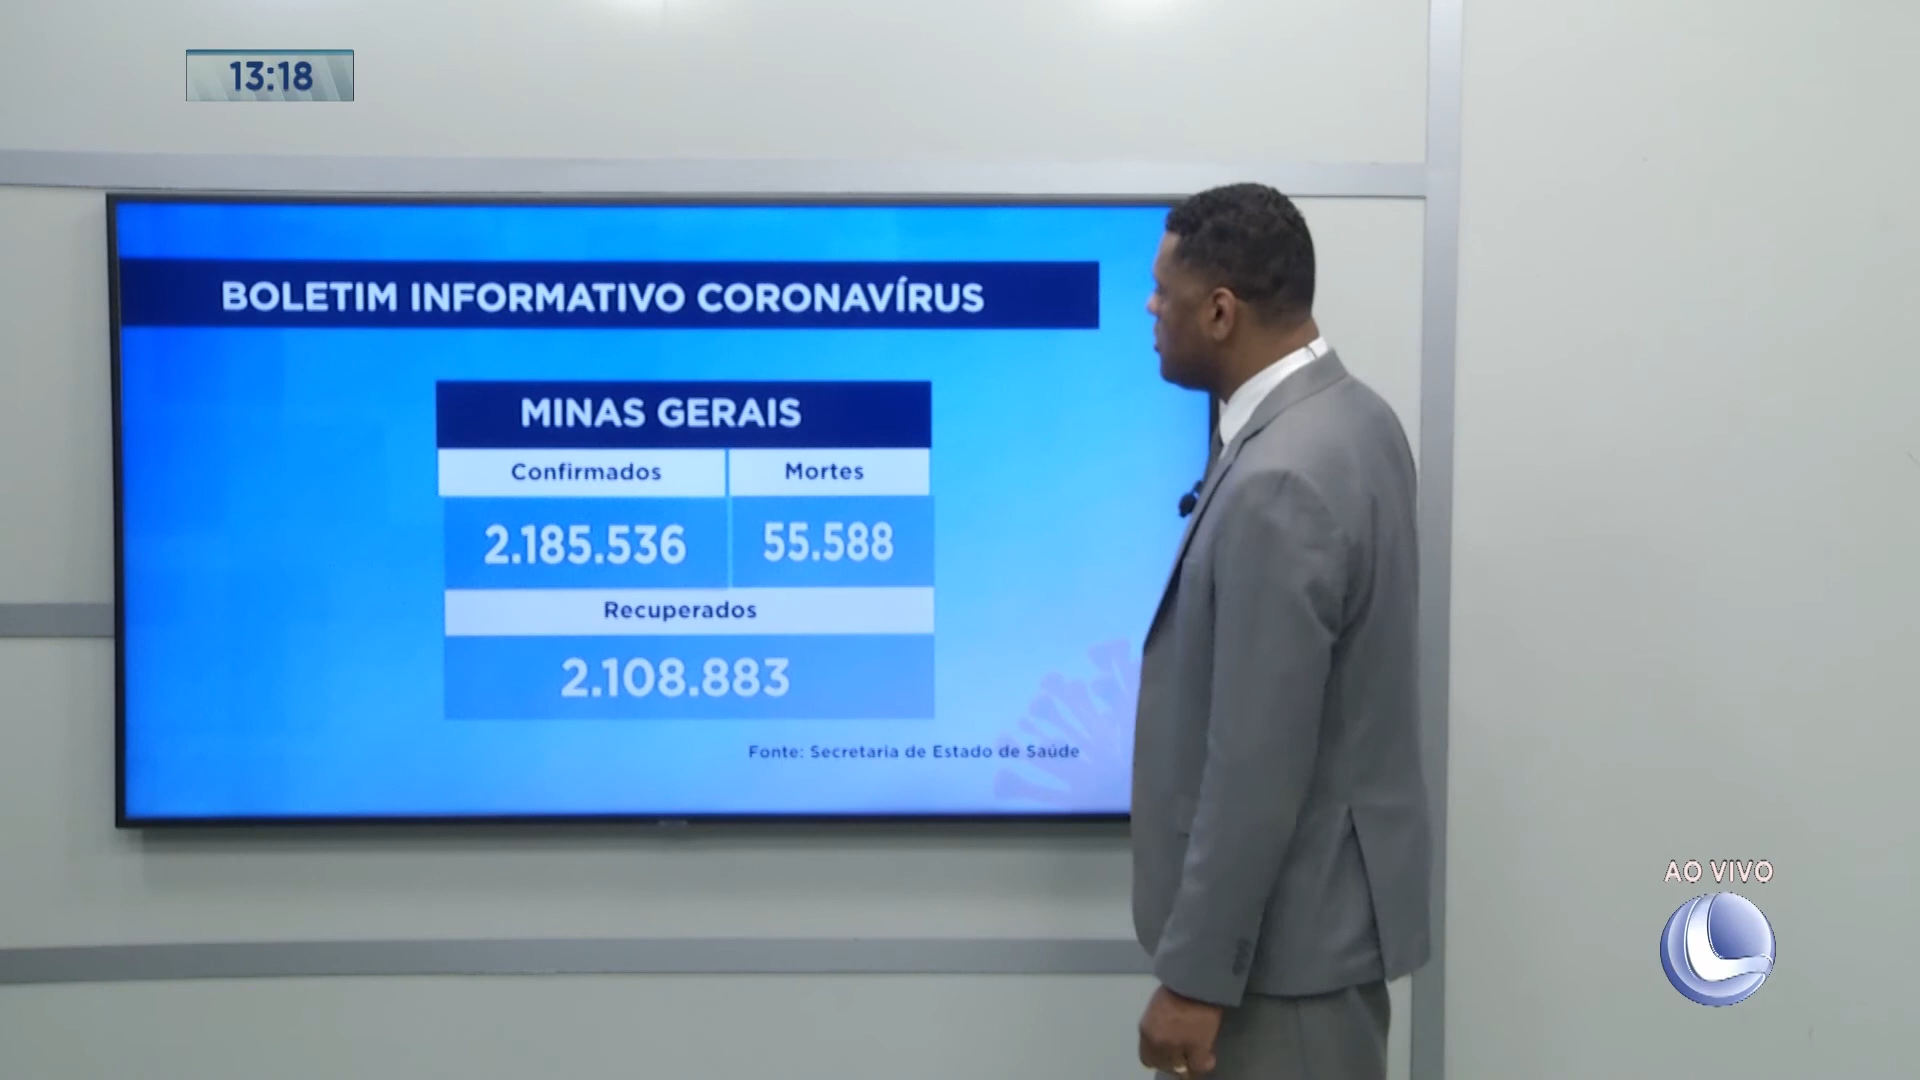 13:18
BOLETIM INFORMATIVO CORONAVÍRUS
MINAS GERAIS
Confirmados Mortes
2.185.536 55.588
Recuperados
2.108.883
Fonte: Secretaria de Estado de Saúde
AO VIVO